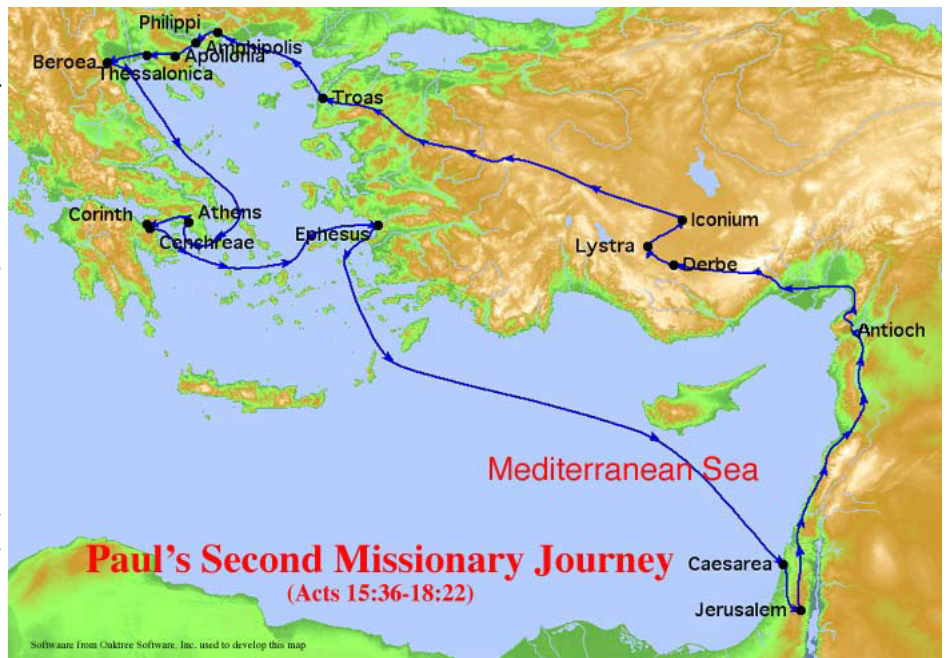 Philippi
Amphipolis
Apollonia
Beroea
Thessalonica
Troas
Corinth
Athens
Cenchreae
Ephesus
Iconium
Lystra
Derbe
Antioch
Mediterranean Sea
Paul's Second Missionary Journey
(Acts 15:36-18:22)
Caesarea
Jerusalem
Softwaare from Oaktree Software, Inc. used to develop this map